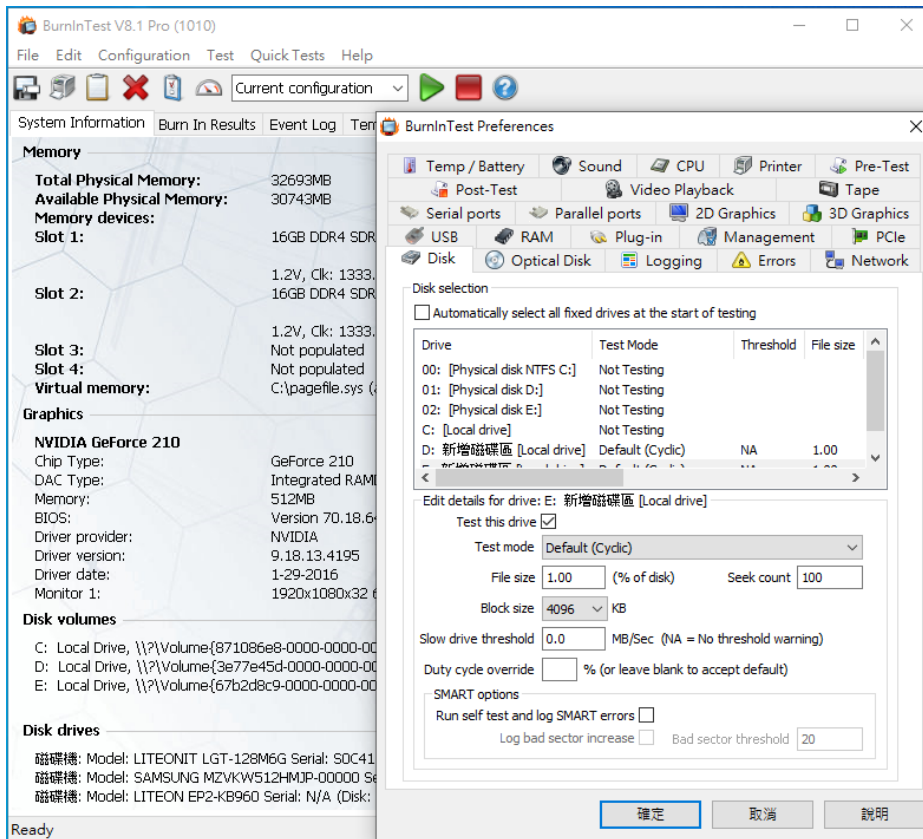 BurnInTest V8.1 Pro (1010)
File Edit Configuration Test Quick Tests Help
Current configuration
System Information Burn In Results Event Log
Memory
Total Physical Memory: 32693MB
Available Physical Memory: 30743MB
Memory devices:
Slot 1: 16GB DDR4 SDR
1.2V, Clk: 1333.
Slot 2: 16GB DDR4 SDR
1.2V, Clk: 1333.
Slot 3: Not populated
Slot 4: Not populated
Virtual memory: C:\pagefile.sys
Graphics
NVIDIA GeForce 210
Chip Type: GeForce 210
DAC Type: Integrated RAM
Memory: 512MB
BIOS: Version 70.18.6
Driver provider: NVIDIA
Driver version: 9.18.13.4195
Driver date: 1-29-2016
Monitor 1: 1920x1080x32
Disk volumes
C: Local Drive, \\?\Volume{871086e8-0000-0000-00
D: Local Drive, \\?\Volume{3e77e45d-0000-0000-00
E: Local Drive, \\?\Volume{67b2d8c9-0000-0000-00
Disk drives
磁碟機: Model: LITEONIT LGT-128M6G Serial: S0C41
磁碟機: Model: SAMSUNG MZVKW512HMJP-00000 Se
磁碟機: Model: LITEON EP2-KB960 Serial: N/A (Disk:
Ready
BurnInTest Preferences
Temp / Battery Sound CPU Printer Pre-Test
Post-Test Video Playback Tape
Serial ports Parallel ports 2D Graphics 3D Graphics
USB RAM Plug-in Management PCIe
Disk Optical Disk Logging Errors Network
Disk selection
Automatically select all fixed drives at the start of testing
Drive Test Mode Threshold File size
00: [Physical disk NTFS C:] Not Testing
01: [Physical disk D:] Not Testing
02: [Physical disk E:] Not Testing
C: [Local drive] Not Testing
D: 新增磁碟區 [Local drive] Default (Cyclic) NA 1.00
Edit details for drive: E: 新增磁碟區 [Local drive]
Test this drive
Test mode Default (Cyclic)
File size 1.00 (% of disk) Seek count 100
Block size 4096 KB
Slow drive threshold 0.0 MB/Sec (NA = No threshold warning)
Duty cycle override % (or leave blank to accept default)
SMART options
Run self test and log SMART errors
Log bad sector increase Bad sector threshold 20
確定 取消 說明